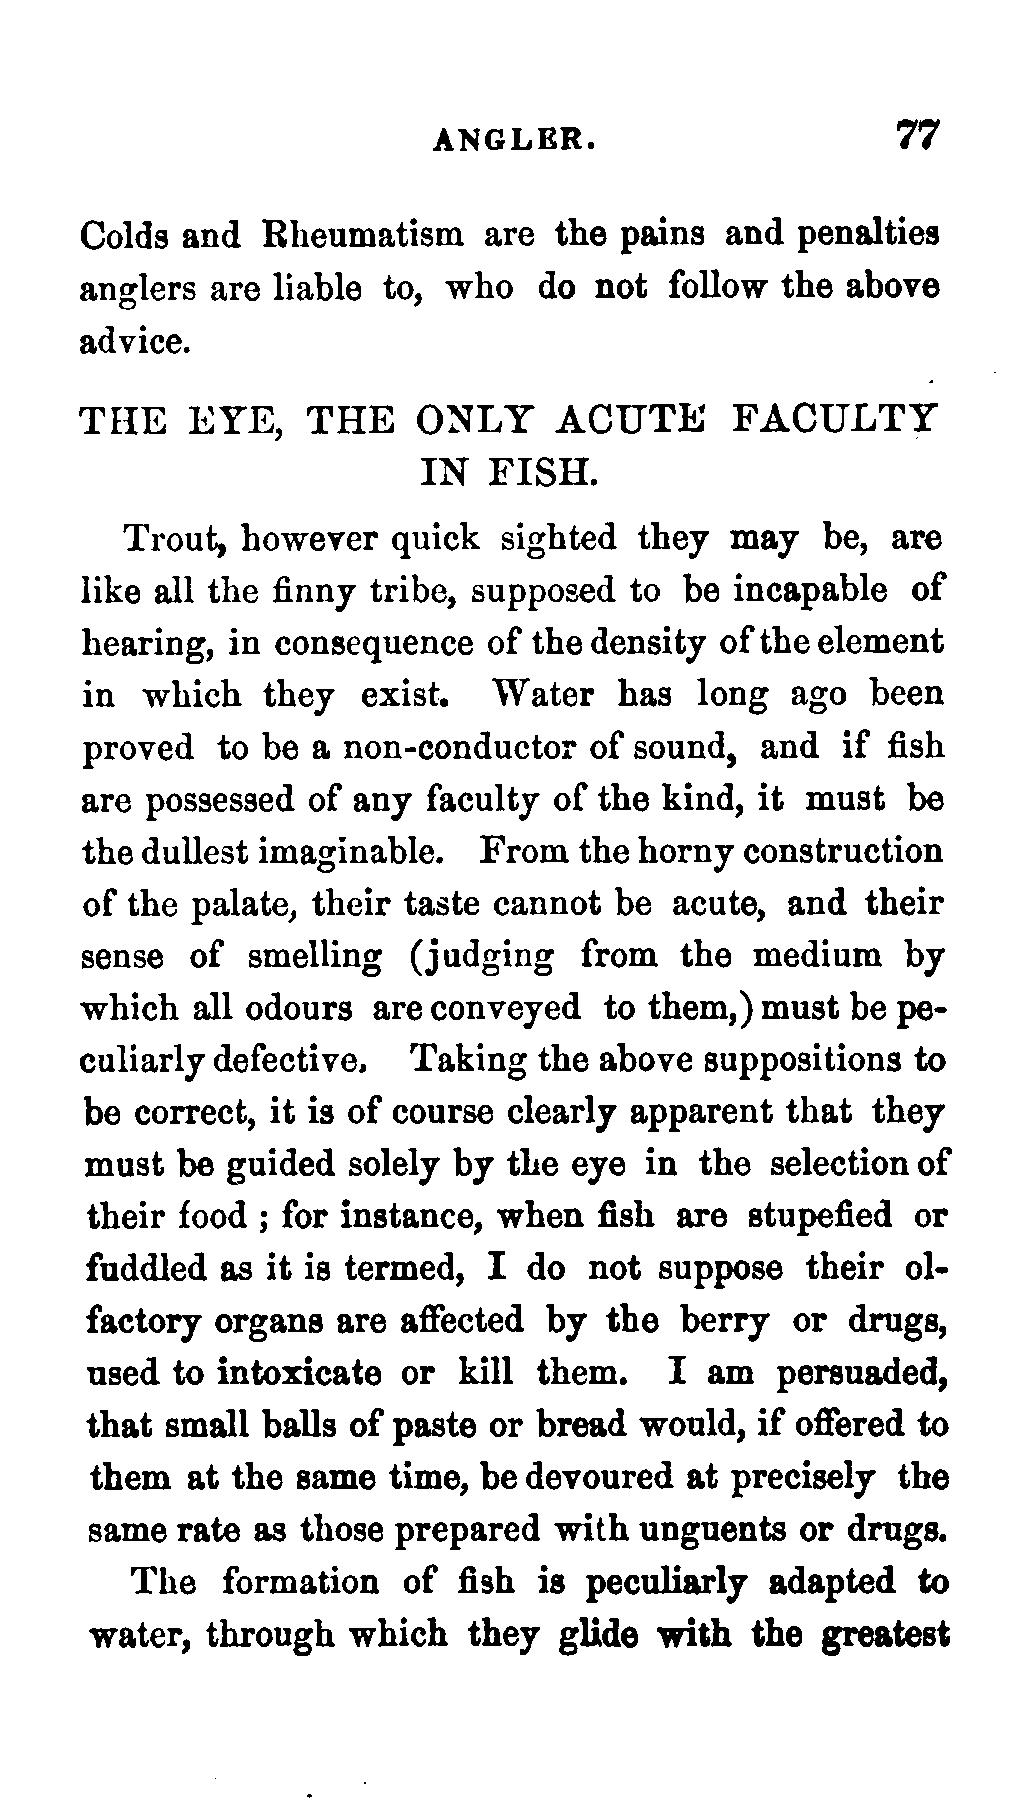 ANGLER. 77
Colds and Rheumatism are the pains and penalties
anglers are liable to, who do not follow the above
advice.
THE EYE, THE ONLY ACUTE FACULTY
IN FISH.
Trout, however quick sighted they may be, are
like all the finny tribe, supposed to be incapable of
hearing, in consequence of the density of the element
in which they exist. Water has long ago been
proved to be a non-conductor of sound, and if fish
are possessed of any faculty of the kind, it must be
the dullest imaginable. From the horny construction
of the palate, their taste cannot be acute, and their
sense of smelling (judging from the medium by
which all odours are conveyed to them,) must be pe-
culiarly defective. Taking the above suppositions to
be correct, it is of course clearly apparent that they
must be guided solely by the eye in the selection of
their food ; for instance, when fish are stupefied or
fuddled as it is termed, I do not suppose their ol-
factory organs are affected by the berry or drugs,
used to intoxicate or kill them. I am persuaded,
that small balls of paste or bread would, if offered to
them at the same time, be devoured at precisely the
same rate as those prepared with unguents or drugs.
The formation of fish is peculiarly adapted to
water, through which they glide with the greatest